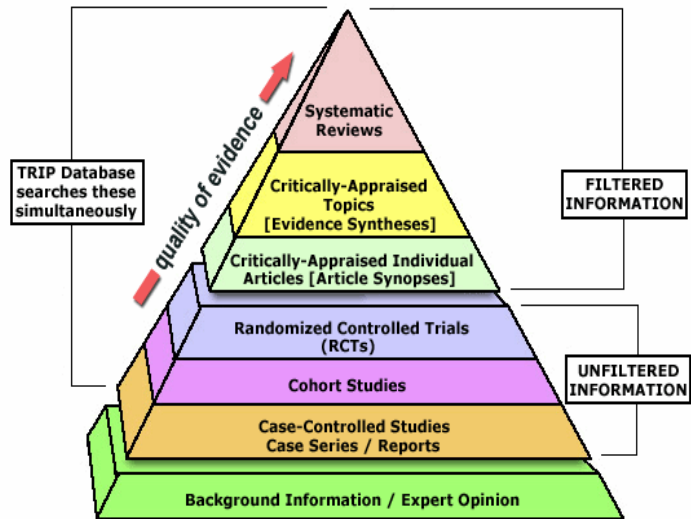 Systematic
Reviews
quality of evidence
TRIP Database
searches these
simultaneously
Critically-Appraised
Topics
[Evidence Syntheses]
FILTERED
INFORMATION
Critically-Appraised Individual
Articles [Article Synopses]
Randomized Controlled Trials
(RCTs)
UNFILTERED
INFORMATION
Cohort Studies
Case-Controlled Studies
Case Series / Reports
Background Information / Expert Opinion